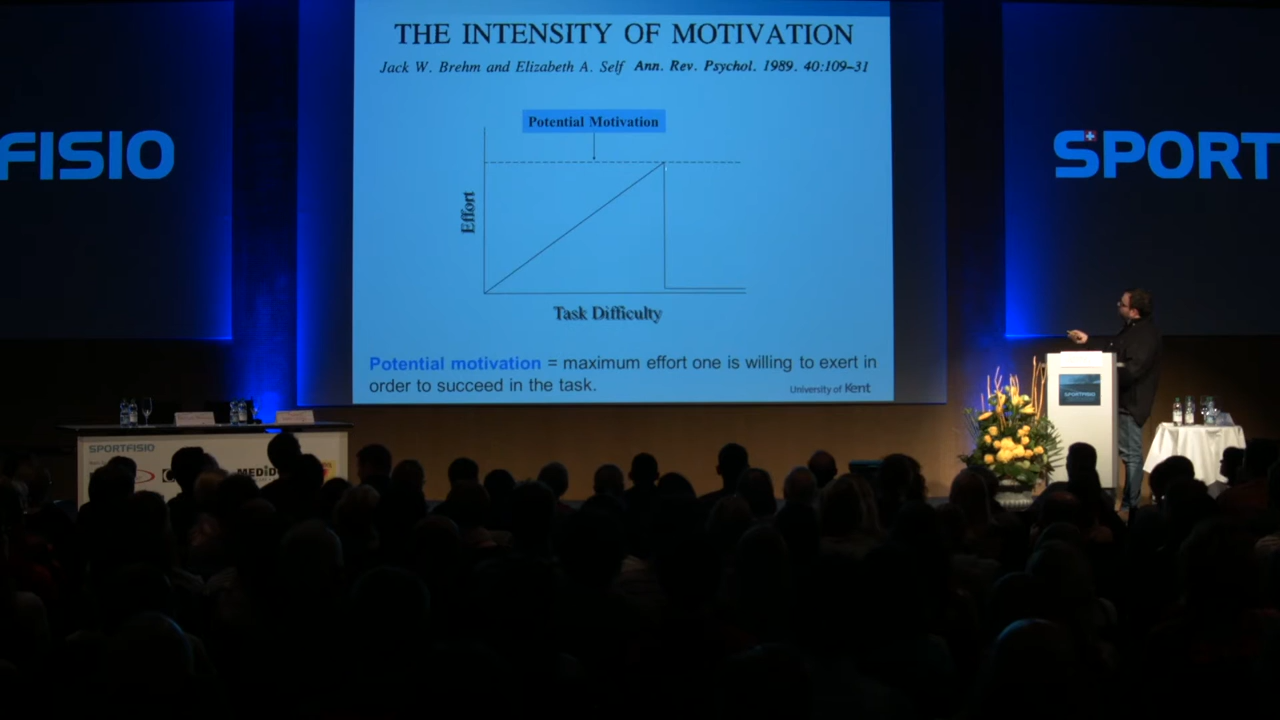 THE INTENSITY OF MOTIVATION
Jack W. Brehm and Elizabeth A. Self Ann. Rev. Psychol. 1989. 40:109–31
Potential Motivation
Effort
Task Difficulty
Potential motivation = maximum effort one is willing to exert in
order to succeed in the task.
University of Kent
FISIO
SPORT
SPORTFISIO
SPORTFISIO